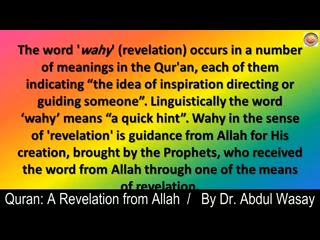 The word 'wahy' (revelation) occurs in a number
of meanings in the Qur'an, each of them
indicating “the idea of inspiration directing or
guiding someone”. Linguistically the word
‘wahy’ means “a quick hint”. Wahy in the sense
of 'revelation' is guidance from Allah for His
creation, brought by the Prophets, who received
the word from Allah through one of the means
of revelation.
Quran: A Revelation from Allah / By Dr. Abdul Wasay